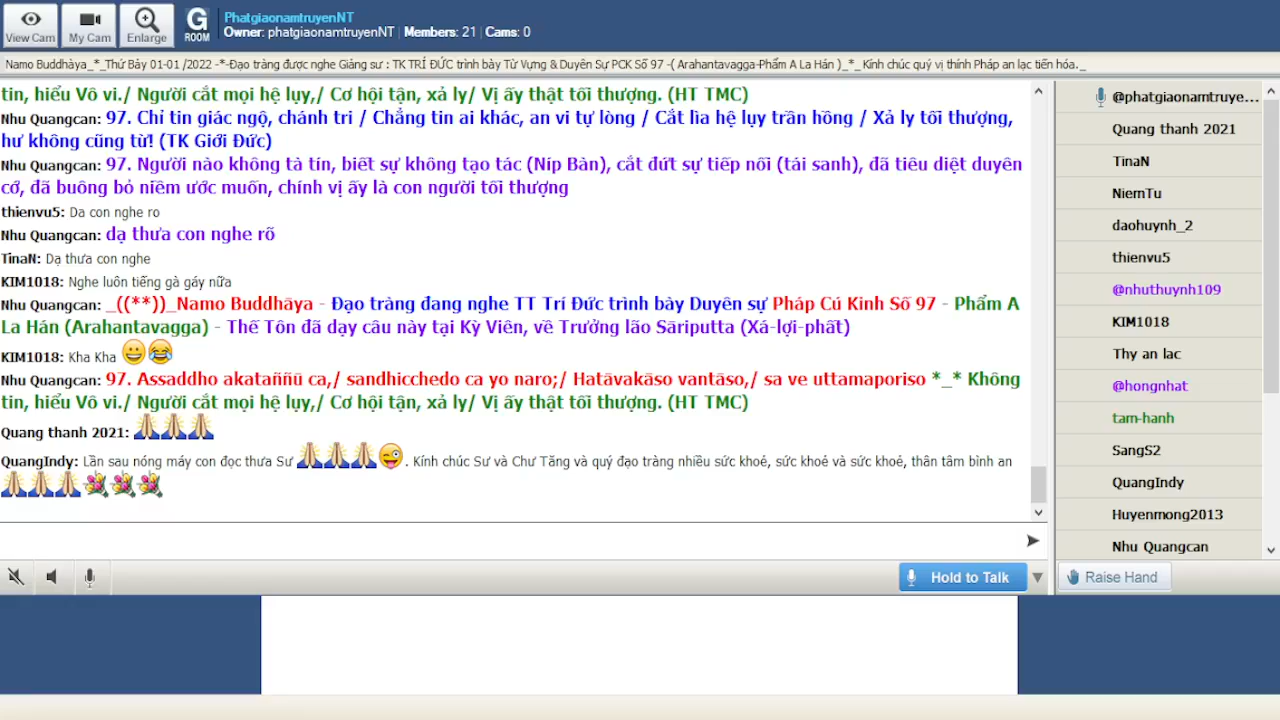 View Cam
My Cam
Enlarge
G
ROOM
PhatgiaonamtruyenNT
Owner: phatgiaonamtruyenNT | Members: 21 | Cams: 0
Namo Buddhàya_*_Thứ Bảy 01-01 /2022 -*-Đạo tràng được nghe Giảng sư : TK TRÍ ĐỨC trình bày Từ Vựng & Duyên Sự PCK Số 97 -( Arahantavagga-Phẩm A La Hán )_*_ Kính chúc quý vị thính Pháp an lạc tiến hóa._
tín, hiểu Vô vi./ Người cắt mọi hệ lụy,/ Cơ hội tận, xả ly/ Vị ấy thật tối thượng. (HT TMC)
Nhu Quangcan: 97. Chỉ tin giác ngộ, chánh tri / Chẳng tin ai khác, an vi tự lòng / Cắt lìa hệ lụy trần hồng / Xả ly tối thượng,
hư không cũng từ! (TK Giới Đức)
Nhu Quangcan: 97. Người nào không tà tín, biết sự không tạo tác (Níp Bàn), cắt đứt sự tiếp nối (tái sanh), đã tiêu diệt duyên
cớ, đã buông bỏ niềm ước muốn, chính vị ấy là con người tối thượng
thienvu5: Da con nghe ro
Nhu Quangcan: dạ thưa con nghe rõ
TinaN: Dạ thưa con nghe
KIM1018: Nghe luôn tiếng gà gáy nữa
Nhu Quangcan: _((**))_Namo Buddhāya - Đạo tràng đang nghe TT Trí Đức trình bày Duyên sự Pháp Cú Kinh Số 97 - Phẩm A
La Hán (Arahantavagga) - Thế Tôn đã dạy câu này tại Kỳ Viên, về Trưởng lão Sāriputta (Xá-lợi-phất)
KIM1018: Kha Kha 😀😂
Nhu Quangcan: 97. Assaddho akataññū ca,/ sandhicchedo ca yo naro;/ Hatāvakāso vantāso,/ sa ve uttamaporiso *_* Không
tín, hiểu Vô vi./ Người cắt mọi hệ lụy,/ Cơ hội tận, xả ly/ Vị ấy thật tối thượng. (HT TMC)
Quang thanh 2021: 🙏🙏🙏
QuangIndy: Lần sau nóng máy con đọc thưa Sư 🙏🙏🙏😜. Kính chúc Sư và Chư Tăng và quý đạo tràng nhiều sức khoẻ, sức khoẻ và sức khoẻ, thân tâm bình an
🙏🙏🙏💐💐💐
@phatgiaonamtruye...
Quang thanh 2021
TinaN
NiemTu
daohuynh_2
thienvu5
@nhuthuynh109
KIM1018
Thy an lac
@hongnhat
tam-hanh
SangS2
QuangIndy
Huyenmong2013
Nhu Quangcan
Hold to Talk
Raise Hand